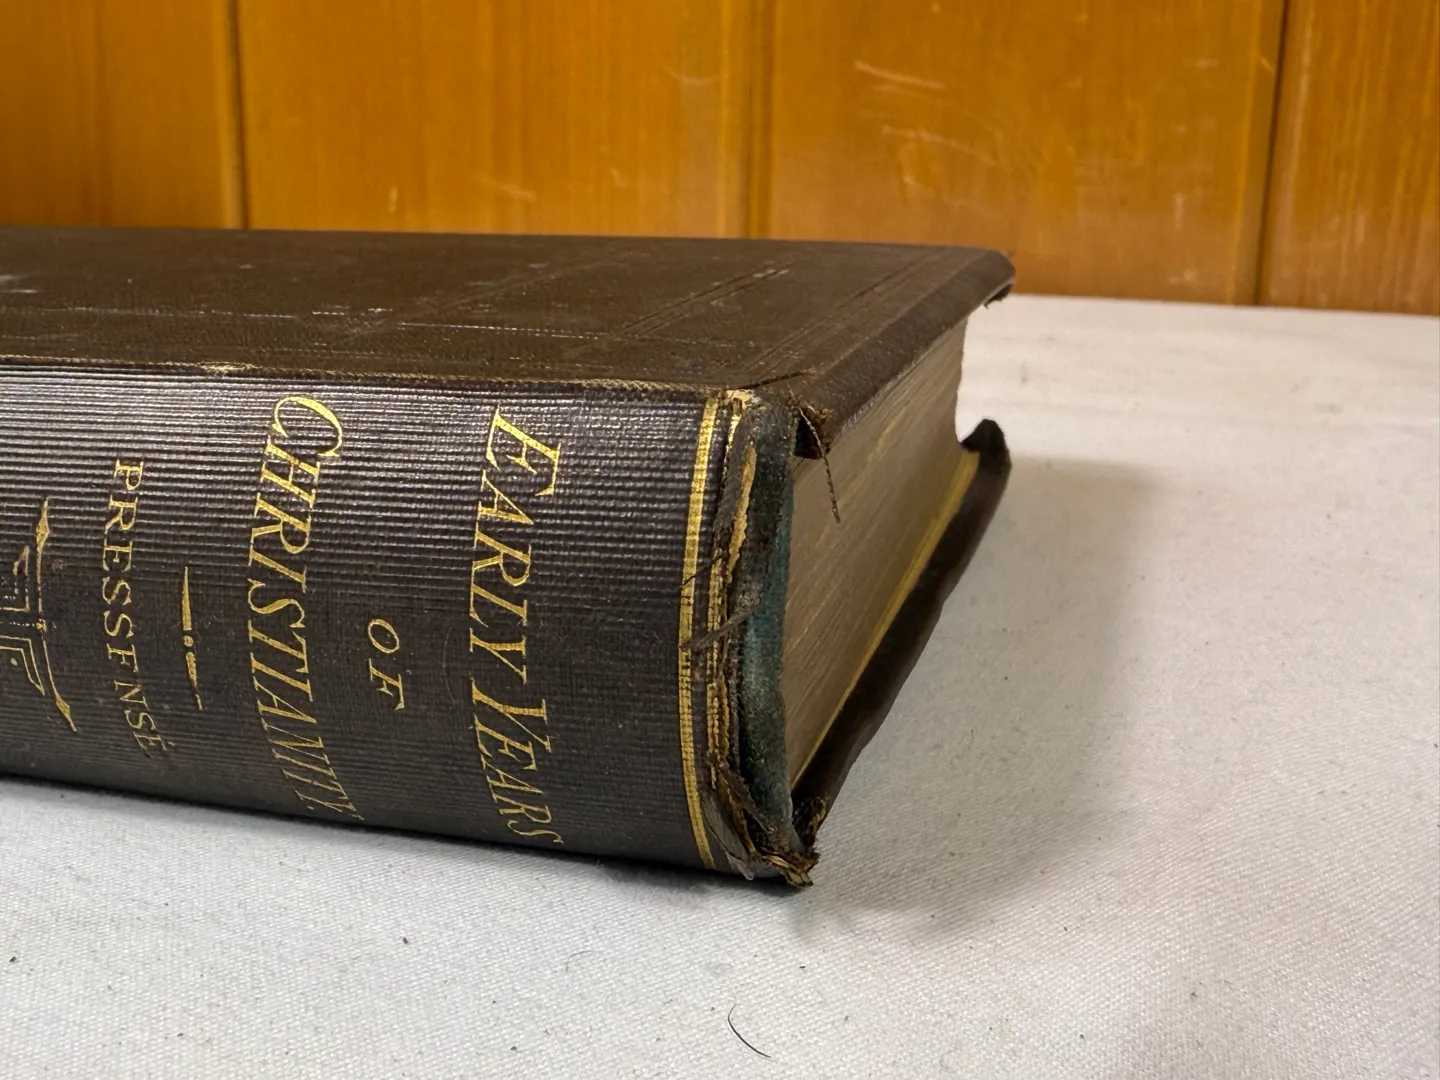 EARLY YEARS
OF
CHRISTIANITY.
PRESSENSÉ